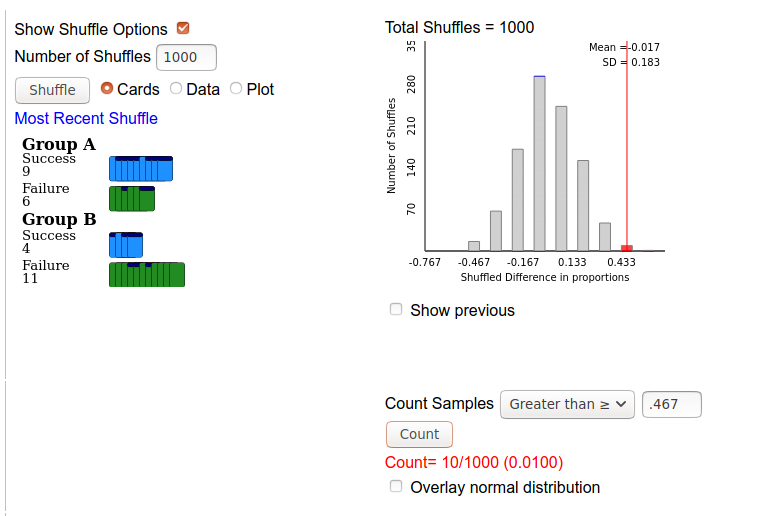 Show Shuffle Options
Number of Shuffles 1000
Shuffle Cards Data Plot
Most Recent Shuffle
Group A
Success
9
Failure
6
Group B
Success
4
Failure
11
Total Shuffles = 1000
Mean =-0.017
SD = 0.183
Number of Shuffles
35
280
210
140
70
-0.767 -0.467 -0.167 0.133 0.433
Shuffled Difference in proportions
Show previous
Count Samples Greater than ≥ .467
Count
Count= 10/1000 (0.0100)
Overlay normal distribution